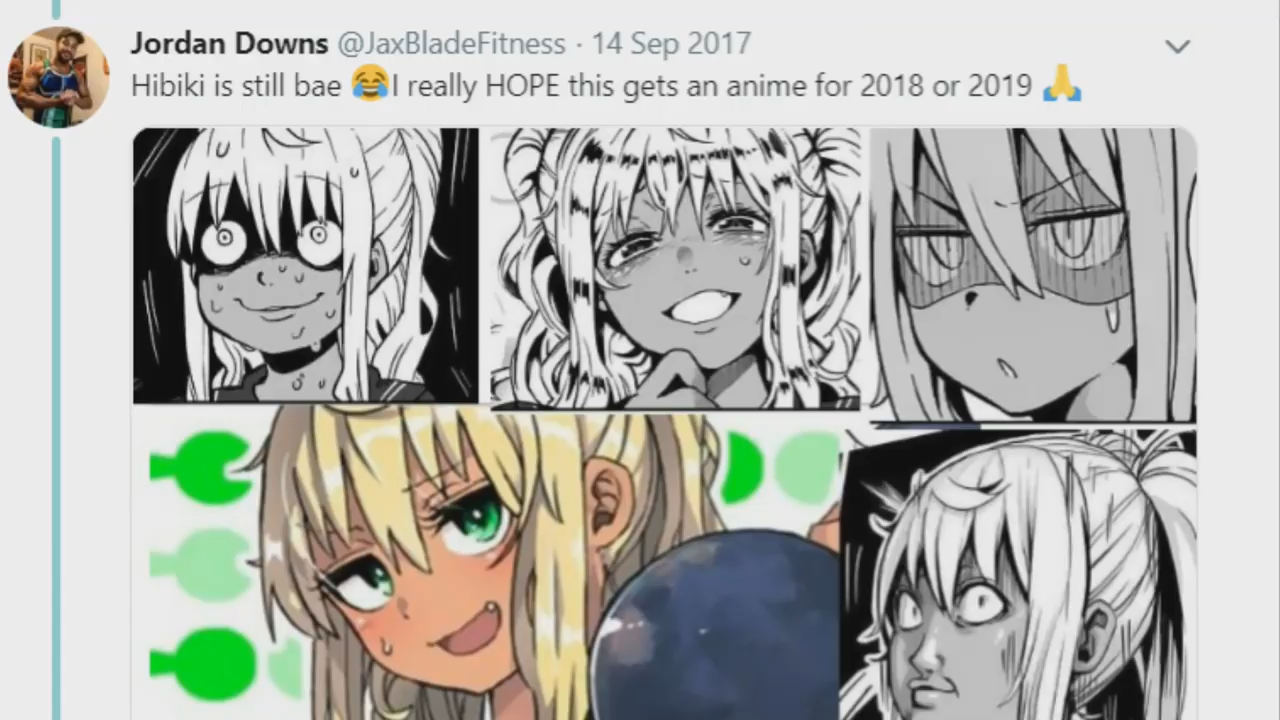 Jordan Downs @JaxBladeFitness · 14 Sep 2017
Hibiki is still bae 😂I really HOPE this gets an anime for 2018 or 2019 🙏